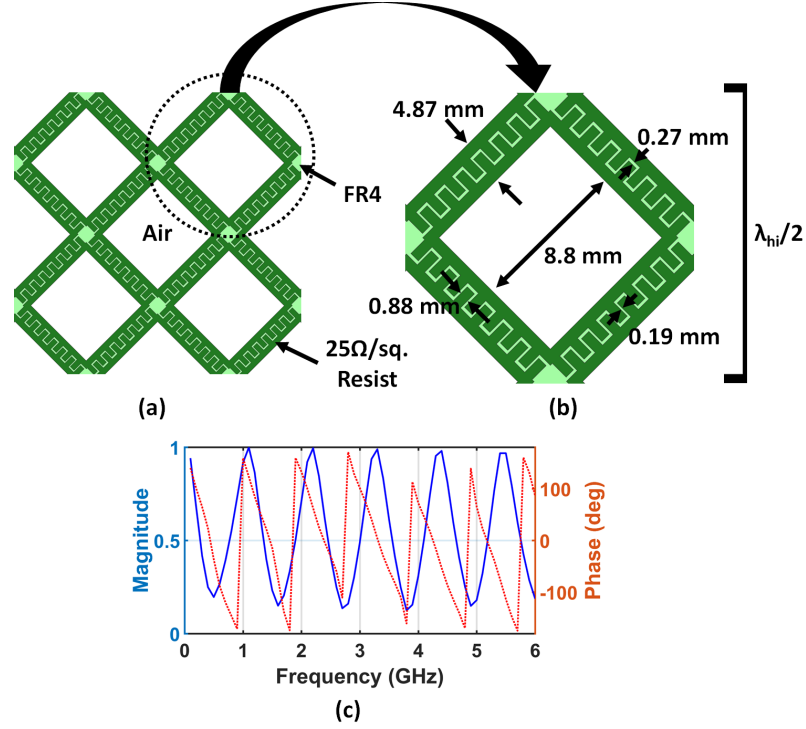 4.87 mm
0.27 mm
FR4
Air
λhi/2
8.8 mm
0.88 mm
0.19 mm
25Ω/sq.
Resist
(a)
(b)
1
0.5
0
Magnitude
100
0
-100
Phase (deg)
0 1 2 3 4 5 6
Frequency (GHz)
(c)